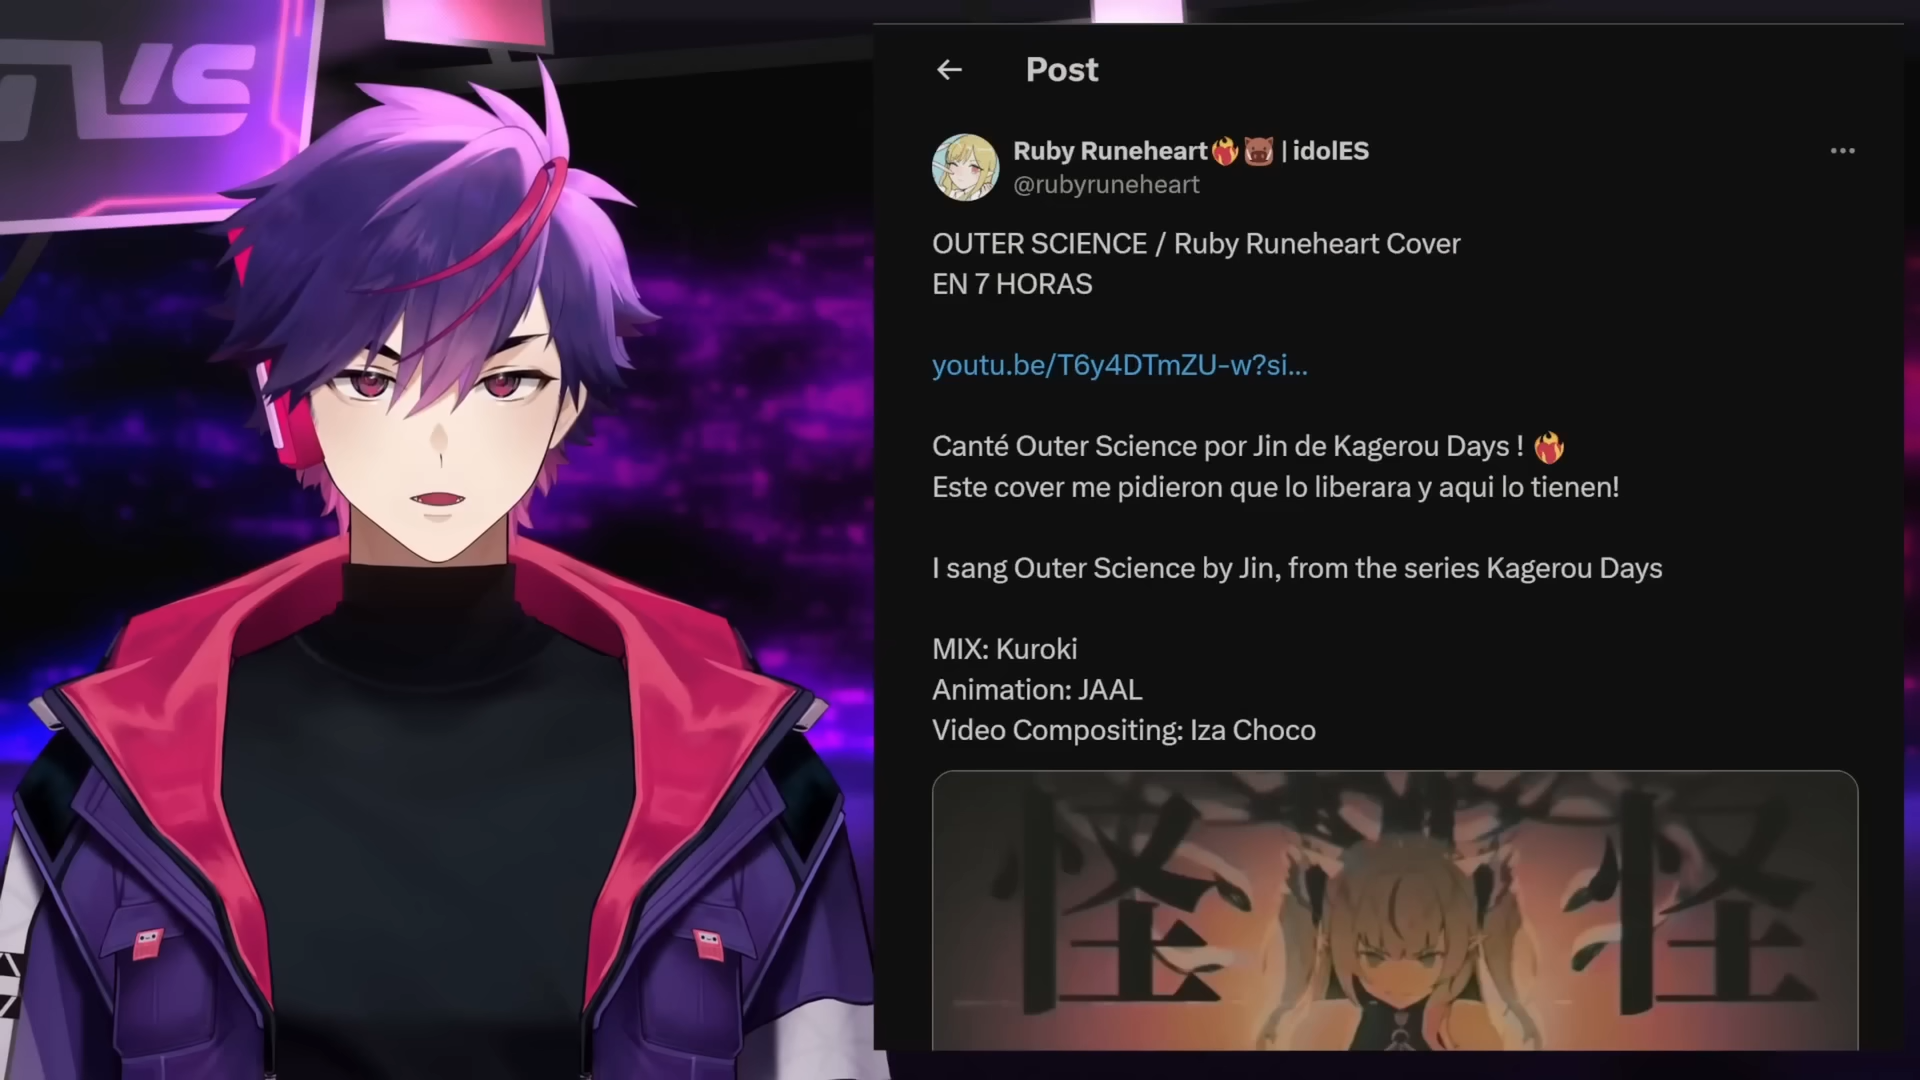 Post
Ruby Runeheart❤️‍🔥🐗 | idolES
@rubyruneheart
OUTER SCIENCE / Ruby Runeheart Cover
EN 7 HORAS
youtu.be/T6y4DTmZU-w?si...
Canté Outer Science por Jin de Kagerou Days ! ❤️‍🔥
Este cover me pidieron que lo liberara y aqui lo tienen!
I sang Outer Science by Jin, from the series Kagerou Days
MIX: Kuroki
Animation: JAAL
Video Compositing: Iza Choco
怪 怪